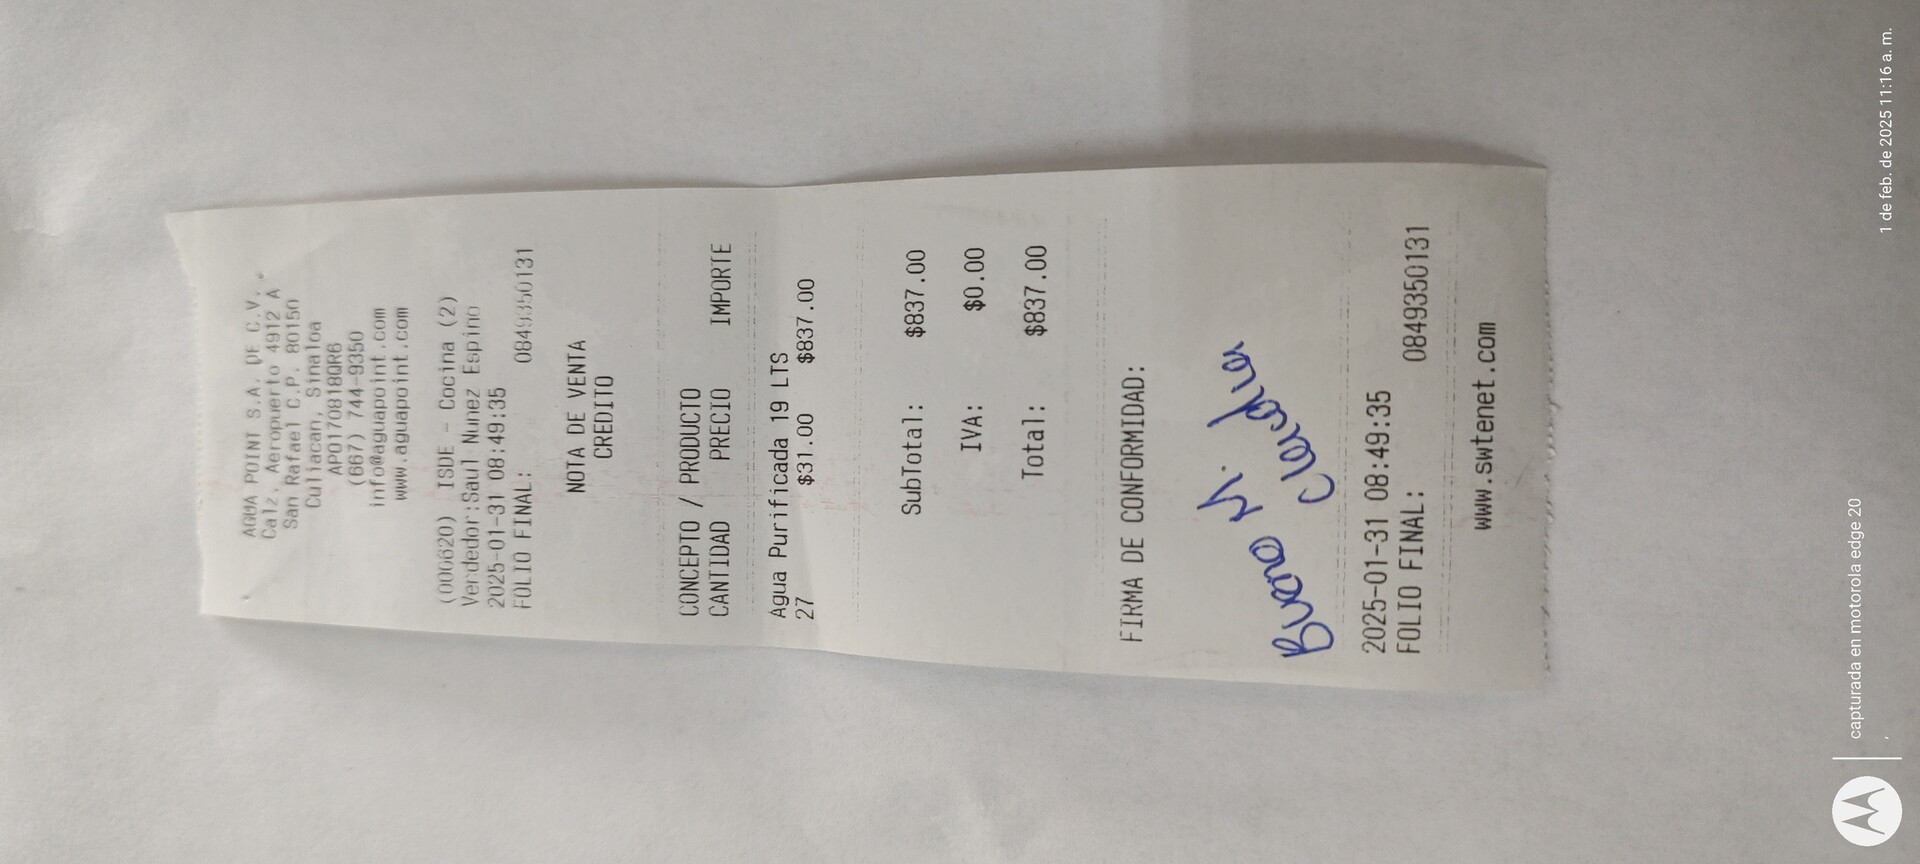 AGUA POINT S.A. DE C.V.
Calz. Aeropuerto 4912 A
San Rafael C.P. 80150
Culiacan, Sinaloa
APO170818QR6
(667) 744-9350
info@aguapoint.com
www.aguapoint.com
(000620) ISDE - Cocina (2)
Vendedor:Saul Nunez Espino
2025-01-31 08:49:35
FOLIO FINAL: 0849350131
NOTA DE VENTA
CREDITO
CONCEPTO / PRODUCTO
CANTIDAD PRECIO IMPORTE
Agua Purificada 19 LTS
27 $31.00 $837.00
SubTotal: $837.00
IVA: $0.00
Total: $837.00
FIRMA DE CONFORMIDAD:
Bueno N.
Claudia
2025-01-31 08:49:35
FOLIO FINAL: 0849350131
www.swtenet.com
capturada en motorola edge 20
1 de feb. de 2025 11:16 a. m.